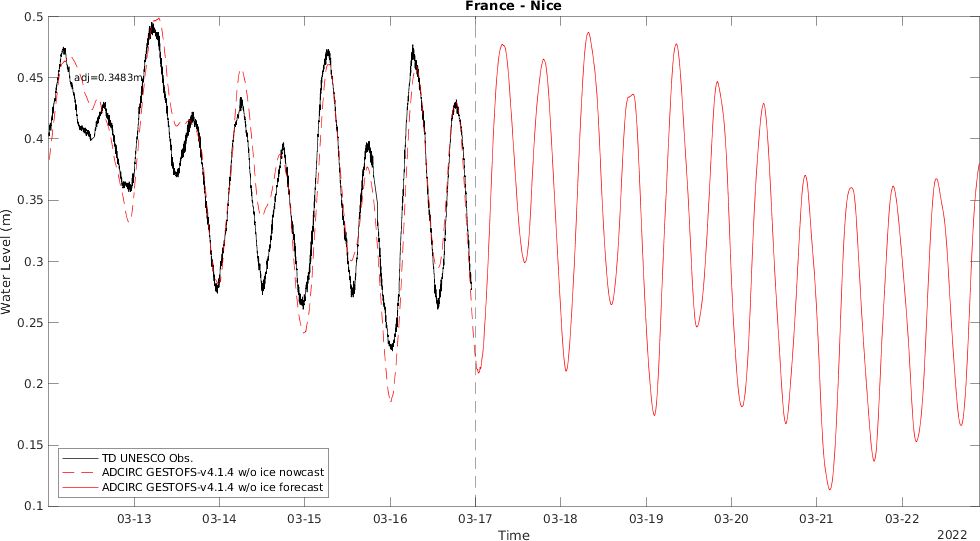 France - Nice
0.5
0.45
0.4
0.35
0.3
0.25
0.2
0.15
0.1
Water Level (m)
adj=0.3483m
TD UNESCO Obs.
ADCIRC GESTOFS-v4.1.4 w/o ice nowcast
ADCIRC GESTOFS-v4.1.4 w/o ice forecast
03-13 03-14 03-15 03-16 03-17 03-18 03-19 03-20 03-21 03-22
Time
2022